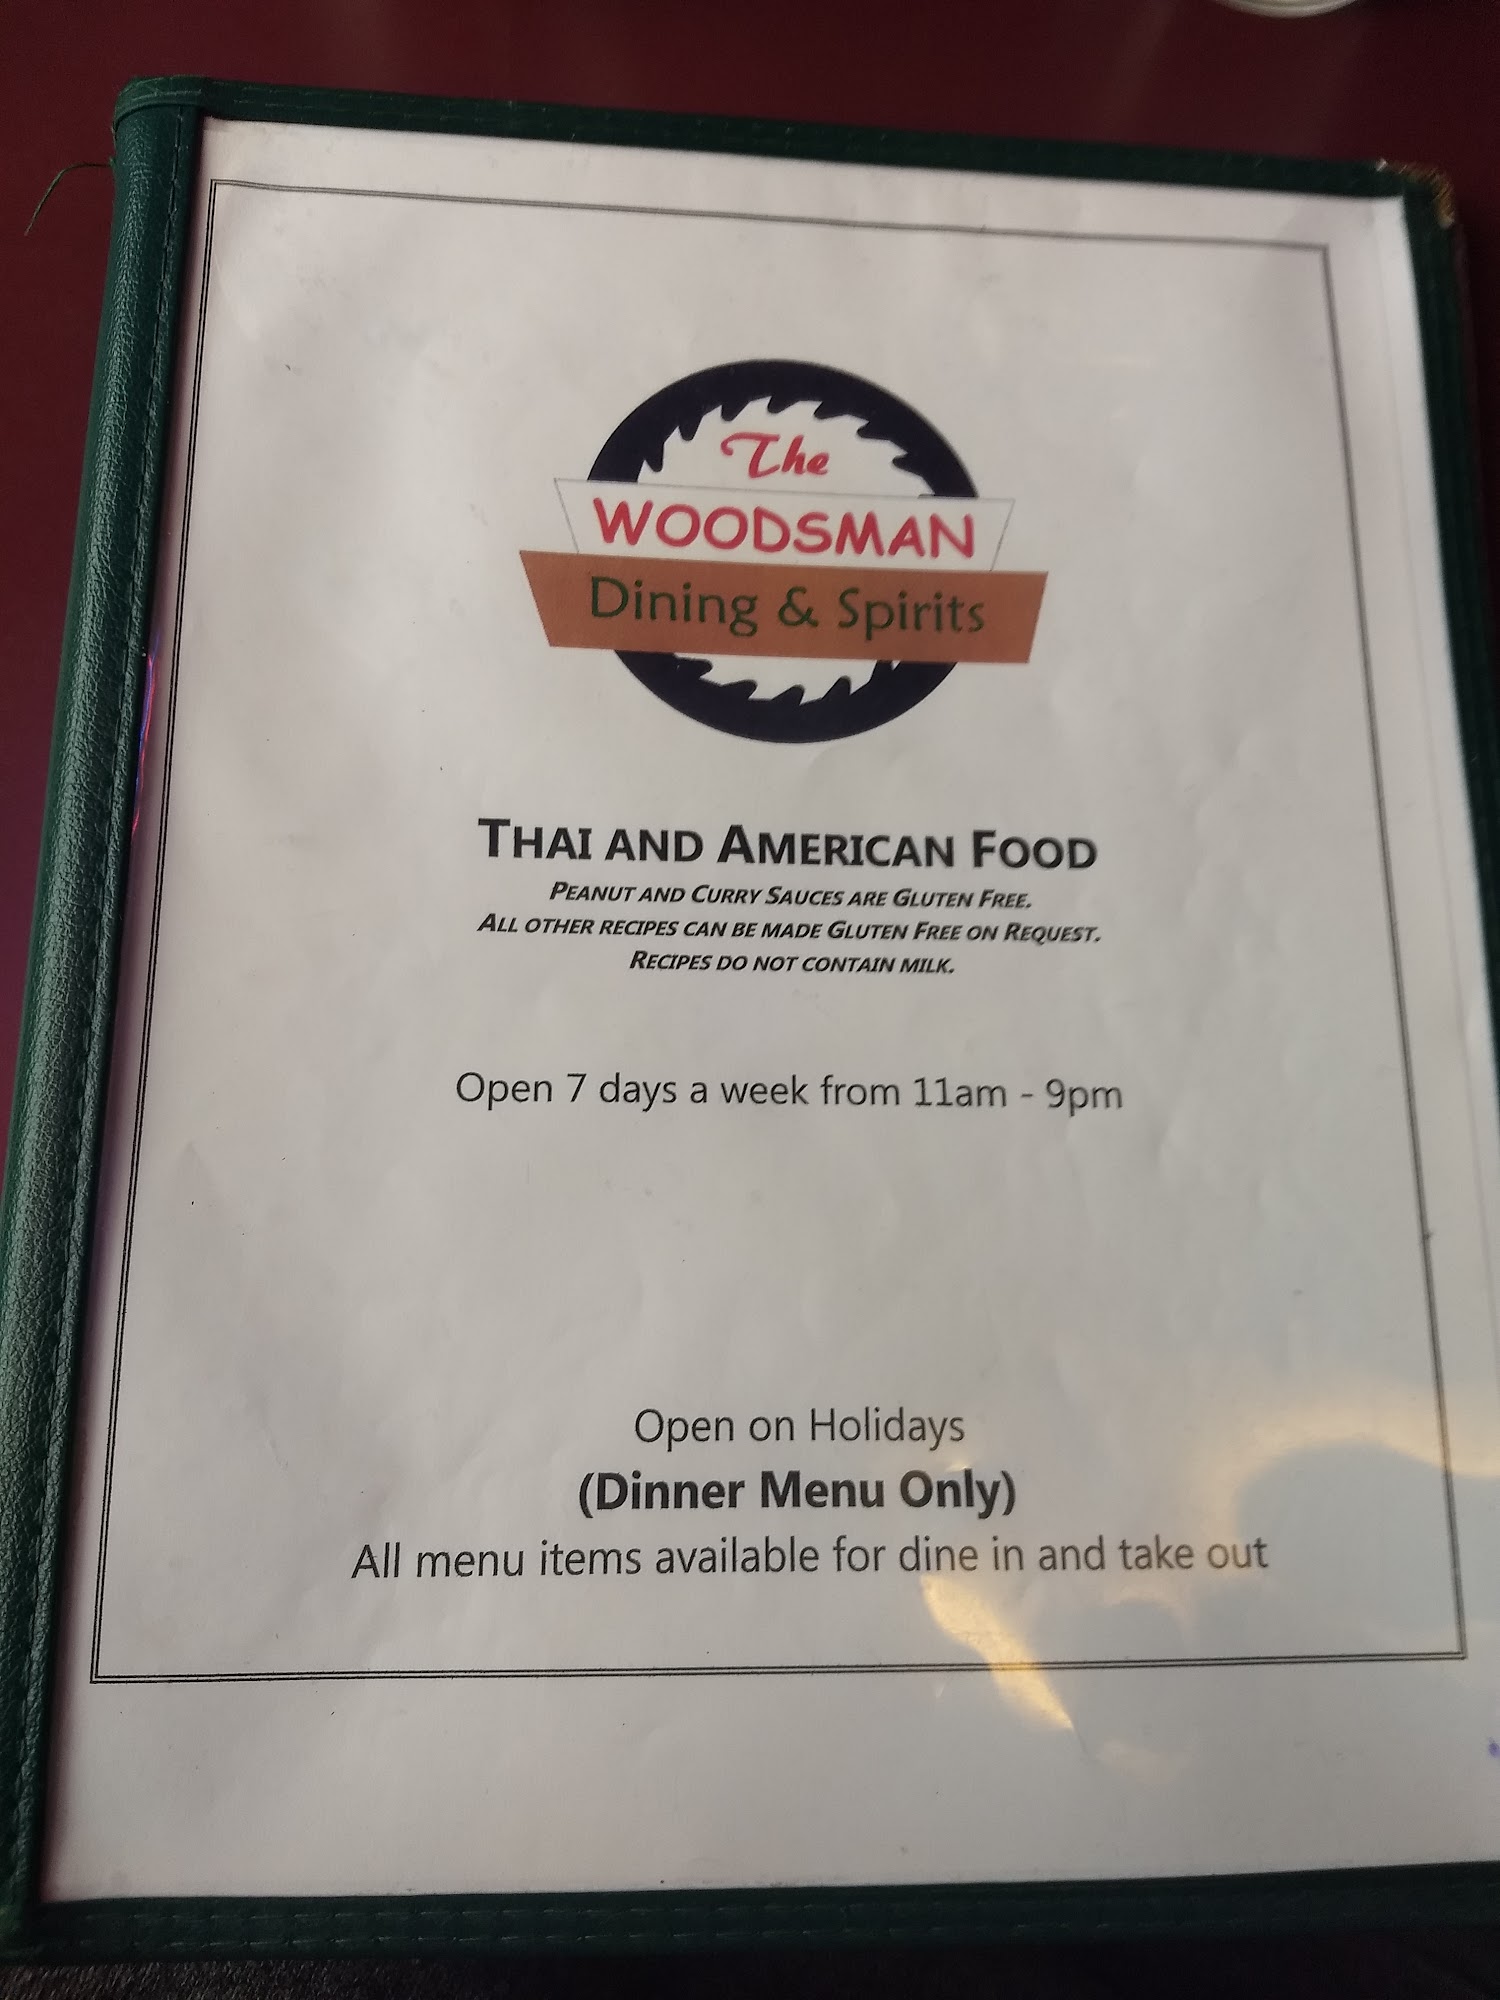 The
WOODSMAN
Dining & Spirits
THAI AND AMERICAN FOOD
PEANUT AND CURRY SAUCES ARE GLUTEN FREE.
ALL OTHER RECIPES CAN BE MADE GLUTEN FREE ON REQUEST.
RECIPES DO NOT CONTAIN MILK.
Open 7 days a week from 11am - 9pm
Open on Holidays
(Dinner Menu Only)
All menu items available for dine in and take out